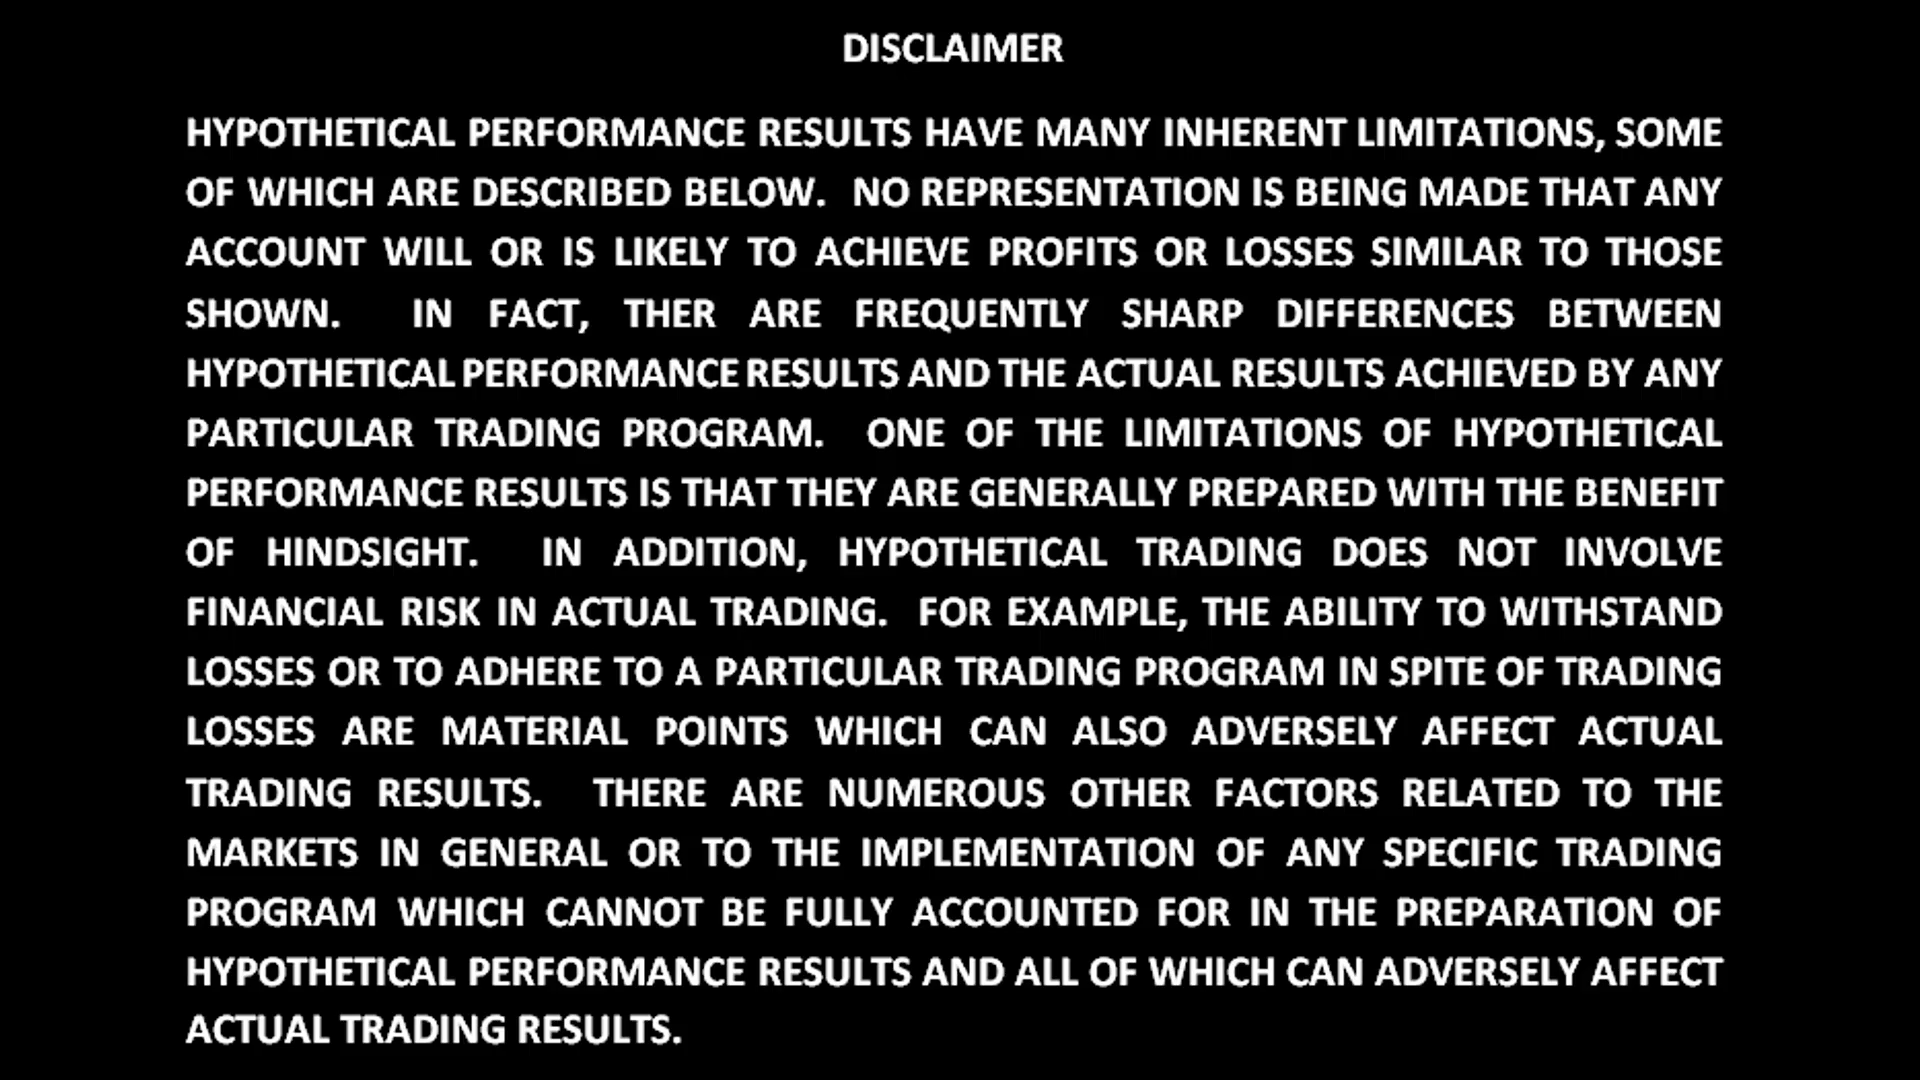 DISCLAIMER
HYPOTHETICAL PERFORMANCE RESULTS HAVE MANY INHERENT LIMITATIONS, SOME
OF WHICH ARE DESCRIBED BELOW. NO REPRESENTATION IS BEING MADE THAT ANY
ACCOUNT WILL OR IS LIKELY TO ACHIEVE PROFITS OR LOSSES SIMILAR TO THOSE
SHOWN. IN FACT, THER ARE FREQUENTLY SHARP DIFFERENCES BETWEEN
HYPOTHETICAL PERFORMANCE RESULTS AND THE ACTUAL RESULTS ACHIEVED BY ANY
PARTICULAR TRADING PROGRAM. ONE OF THE LIMITATIONS OF HYPOTHETICAL
PERFORMANCE RESULTS IS THAT THEY ARE GENERALLY PREPARED WITH THE BENEFIT
OF HINDSIGHT. IN ADDITION, HYPOTHETICAL TRADING DOES NOT INVOLVE
FINANCIAL RISK IN ACTUAL TRADING. FOR EXAMPLE, THE ABILITY TO WITHSTAND
LOSSES OR TO ADHERE TO A PARTICULAR TRADING PROGRAM IN SPITE OF TRADING
LOSSES ARE MATERIAL POINTS WHICH CAN ALSO ADVERSELY AFFECT ACTUAL
TRADING RESULTS. THERE ARE NUMEROUS OTHER FACTORS RELATED TO THE
MARKETS IN GENERAL OR TO THE IMPLEMENTATION OF ANY SPECIFIC TRADING
PROGRAM WHICH CANNOT BE FULLY ACCOUNTED FOR IN THE PREPARATION OF
HYPOTHETICAL PERFORMANCE RESULTS AND ALL OF WHICH CAN ADVERSELY AFFECT
ACTUAL TRADING RESULTS.